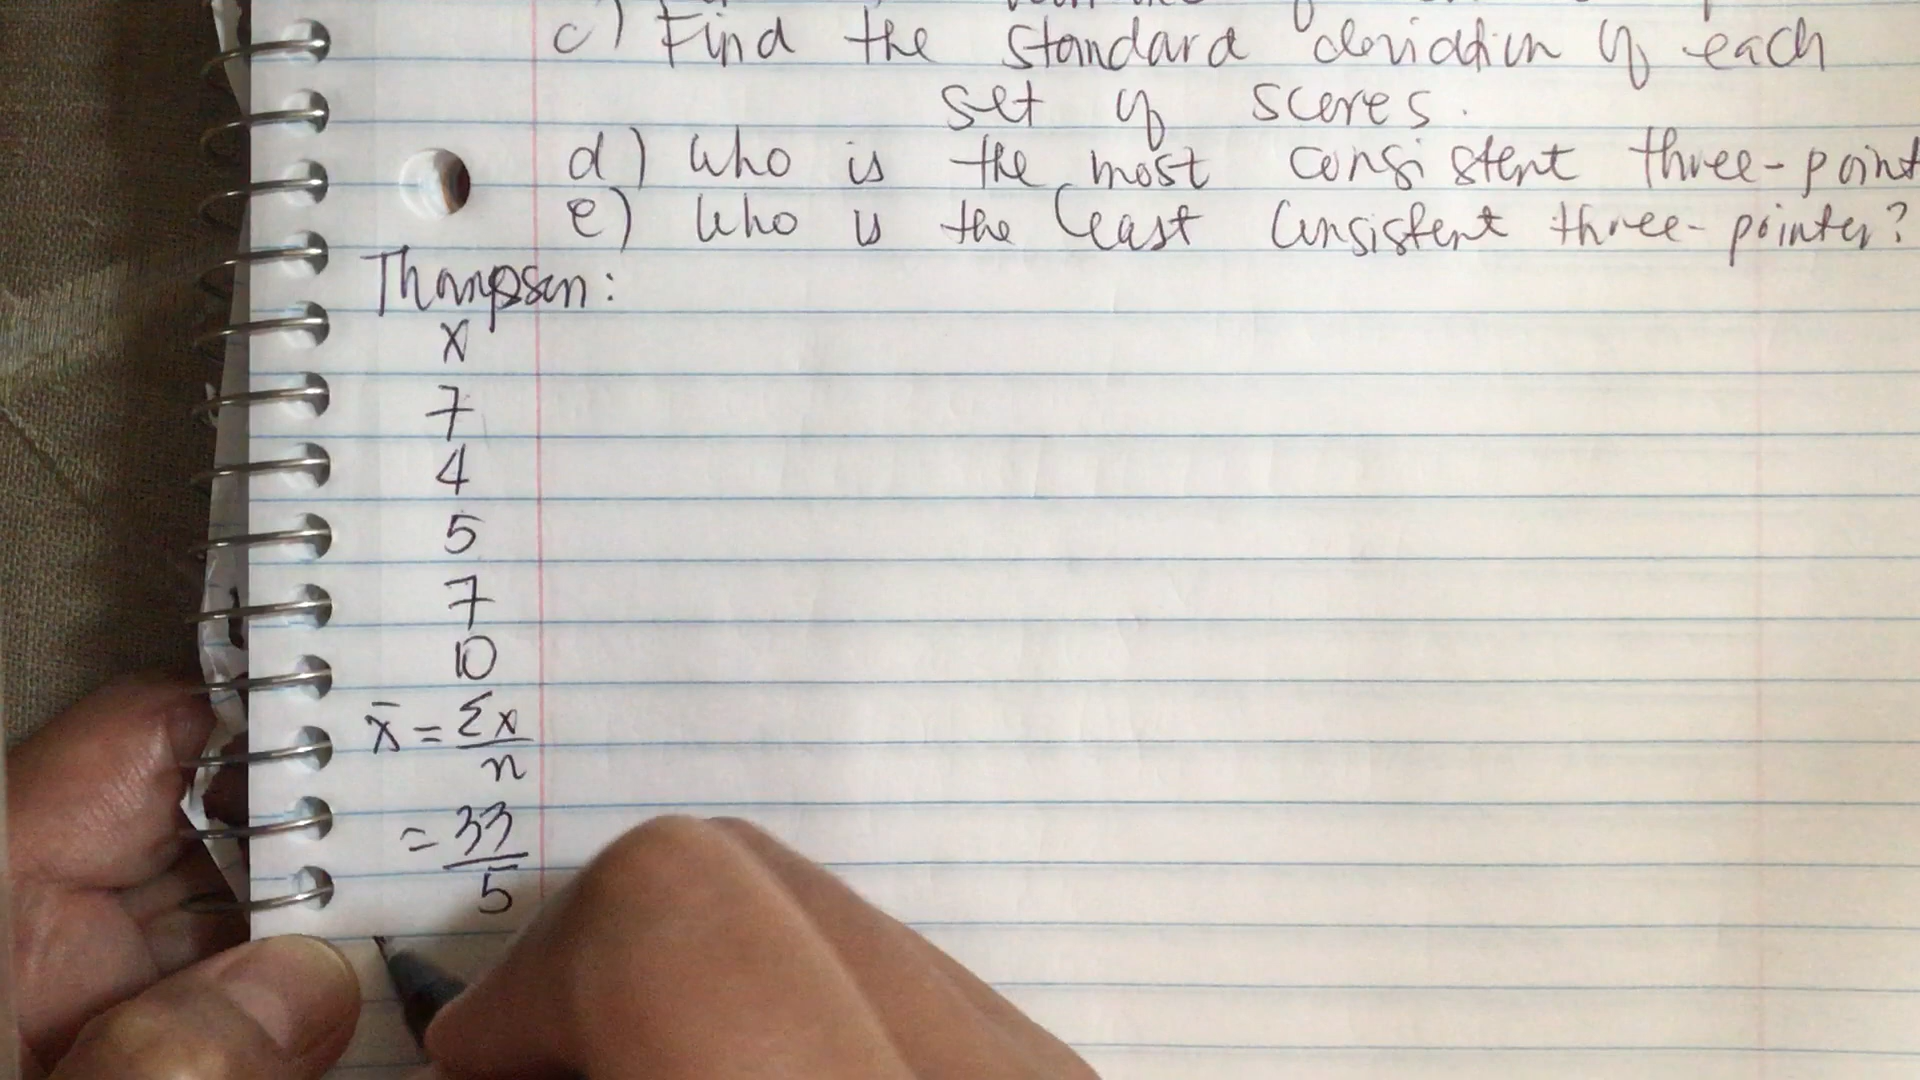 c) Find the standard deviation of each
set of scores.
d) Who is the most consistent three-point
e) Who is the least consistent three-pointer?
Thompson:
x
7
4
5
7
10
x̄ = Σx
n
= 33
5